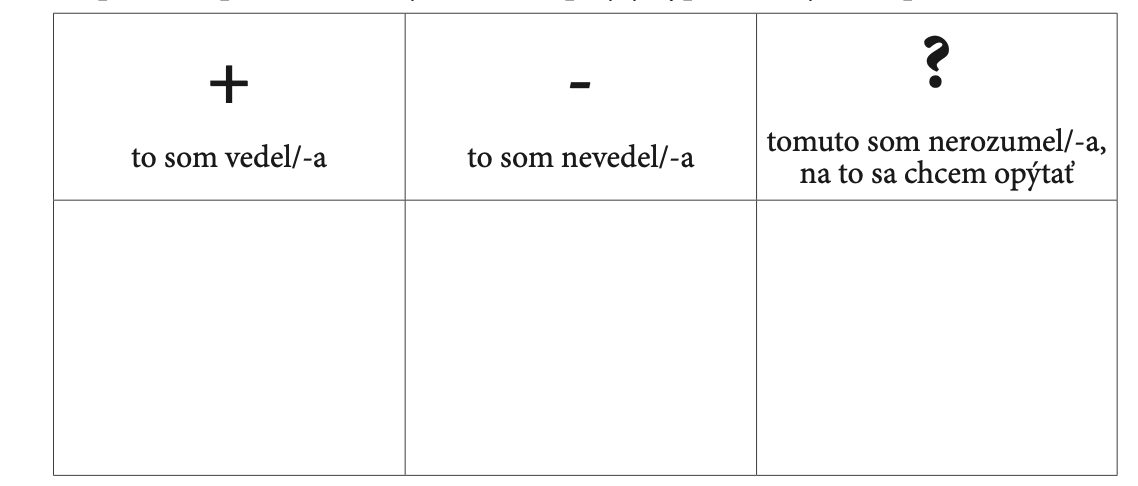 +
-
?
to som vedel/-a
to som nevedel/-a
tomuto som nerozumel/-a,
na to sa chcem opýtať